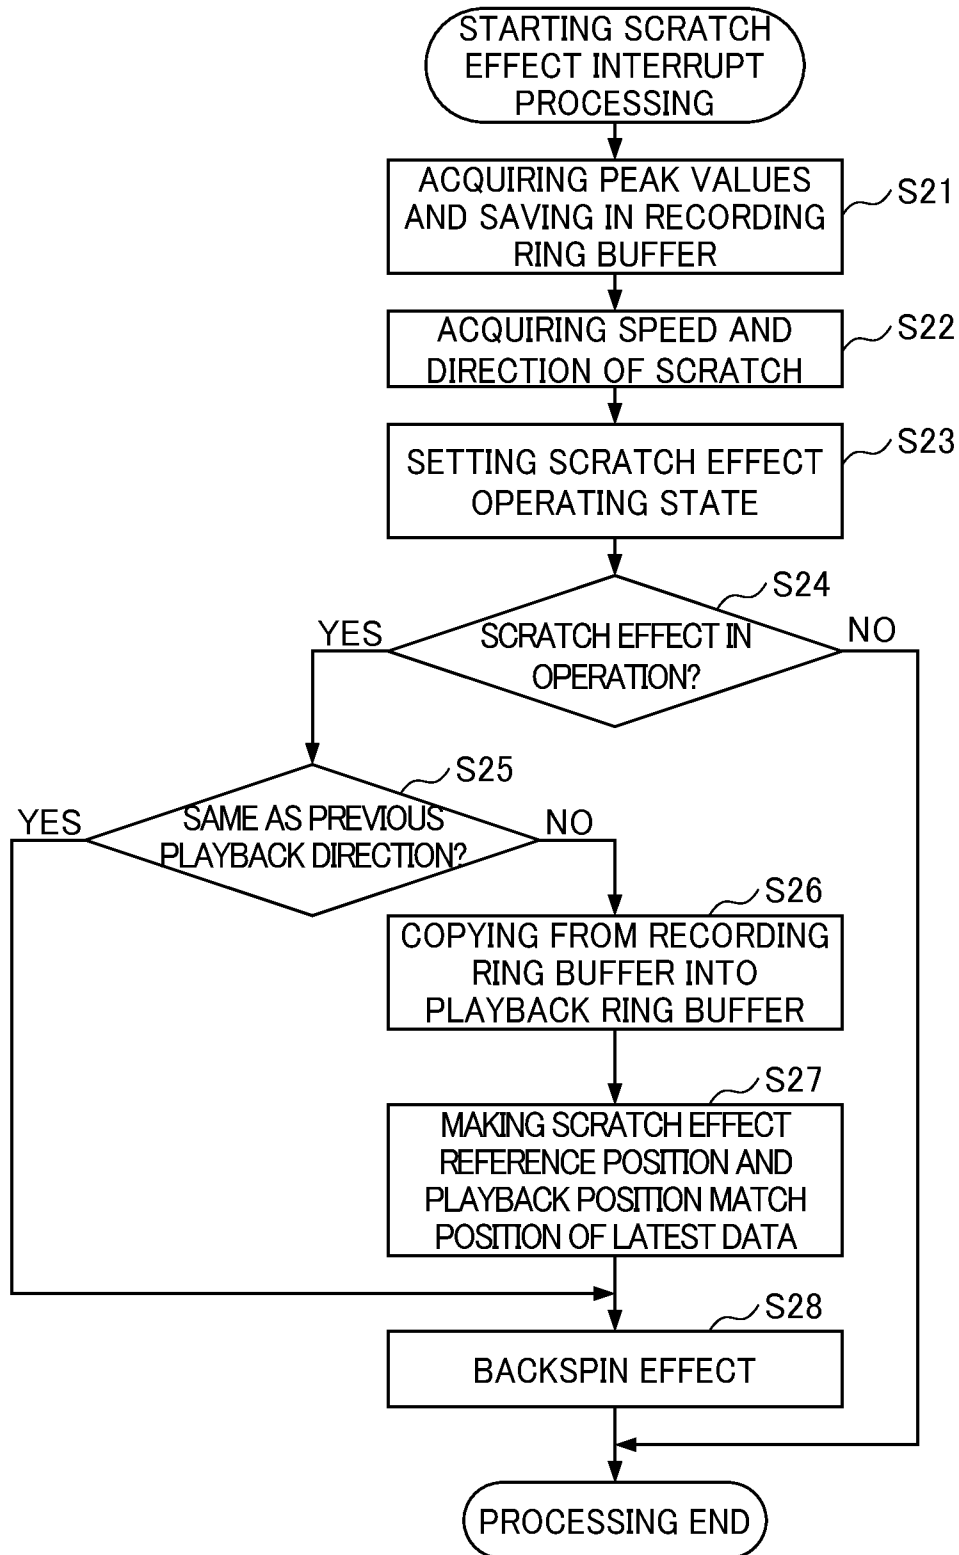 STARTING SCRATCH
EFFECT INTERRUPT
PROCESSING
ACQUIRING PEAK VALUES
AND SAVING IN RECORDING
RING BUFFER
S21
ACQUIRING SPEED AND
DIRECTION OF SCRATCH
S22
SETTING SCRATCH EFFECT
OPERATING STATE
S23
S24
YES
SCRATCH EFFECT IN
OPERATION?
NO
S25
YES
SAME AS PREVIOUS
PLAYBACK DIRECTION?
NO
S26
COPYING FROM RECORDING
RING BUFFER INTO
PLAYBACK RING BUFFER
S27
MAKING SCRATCH EFFECT
REFERENCE POSITION AND
PLAYBACK POSITION MATCH
POSITION OF LATEST DATA
S28
BACKSPIN EFFECT
PROCESSING END